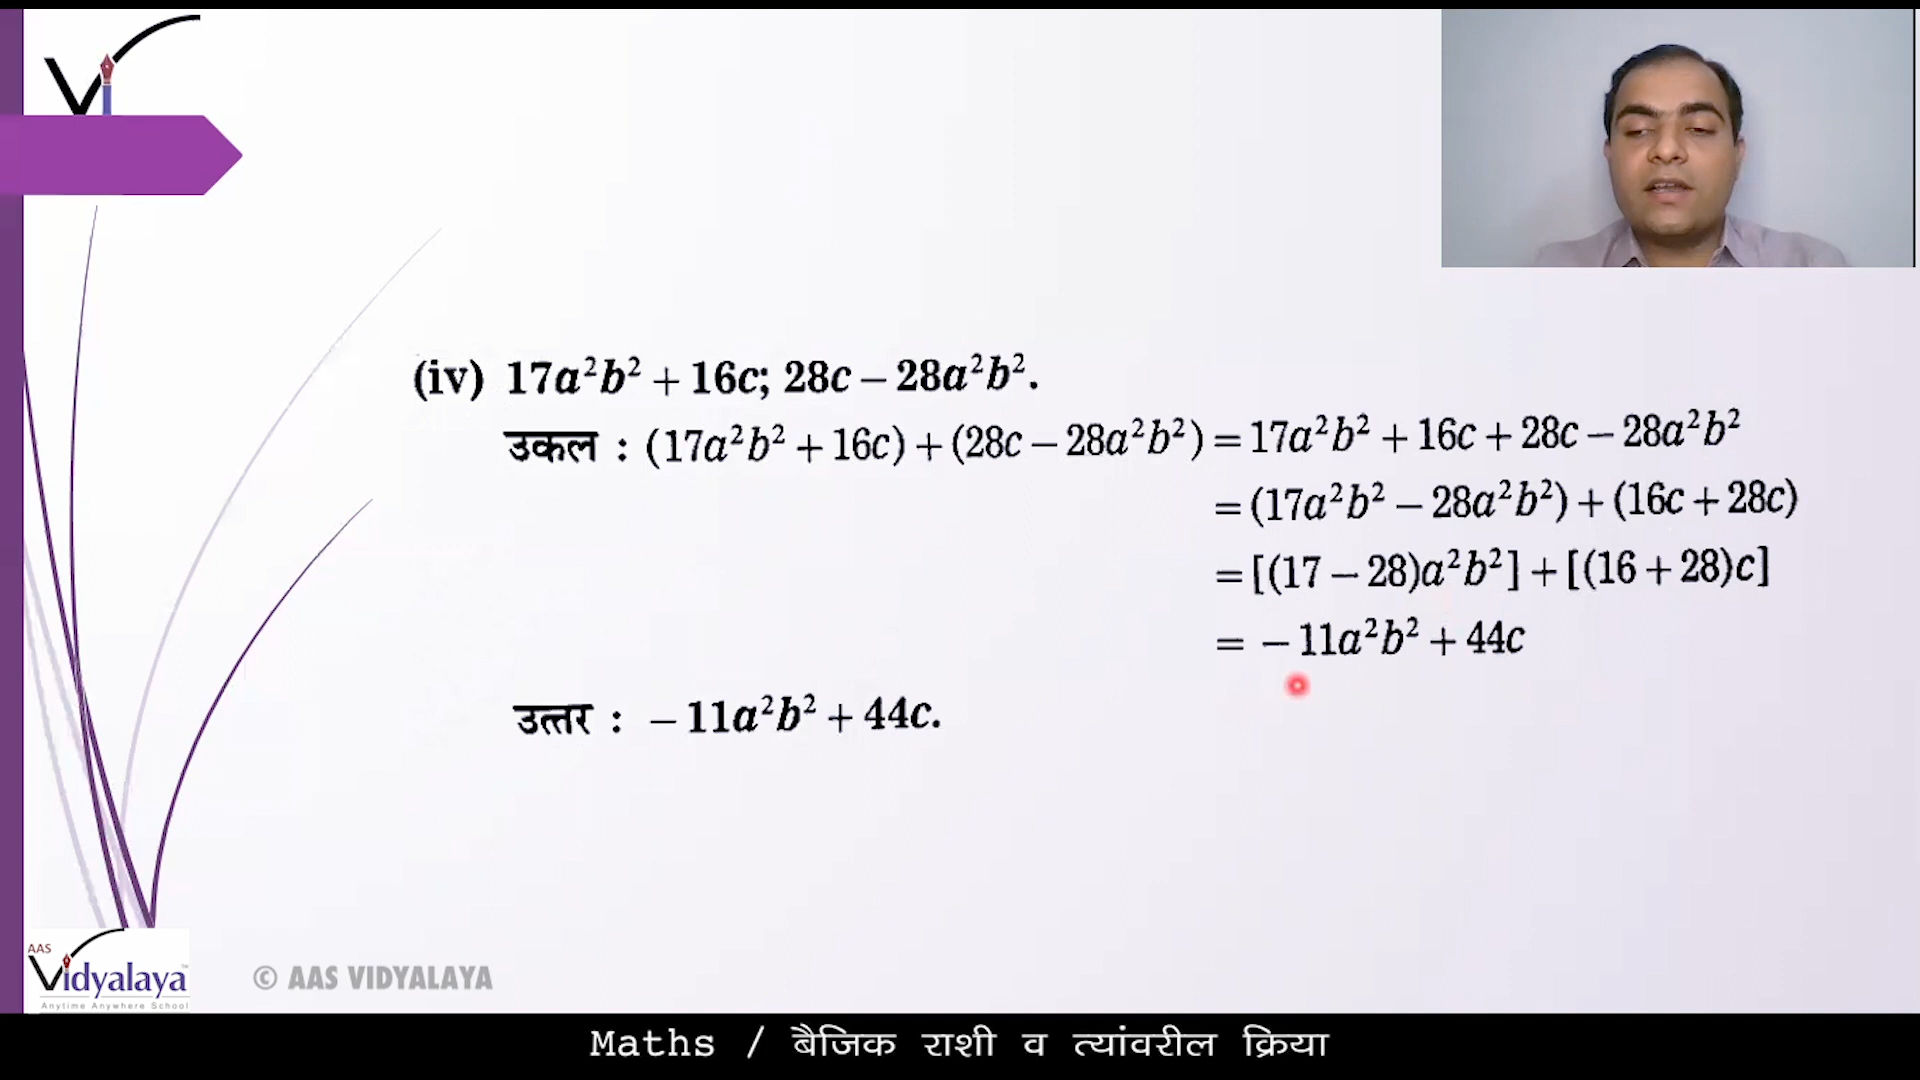 (iv) 17a²b² + 16c; 28c – 28a²b².
उकल : (17a²b² + 16c) + (28c – 28a²b²) = 17a²b² + 16c + 28c – 28a²b²
= (17a²b² – 28a²b²) + (16c + 28c)
= [(17 – 28)a²b²] + [(16 + 28)c]
= – 11a²b² + 44c
उत्तर : – 11a²b² + 44c.
AAS
Vidyalaya
Anytime Anywhere School
© AAS VIDYALAYA
Maths / बैजिक राशी व त्यांवरील क्रिया